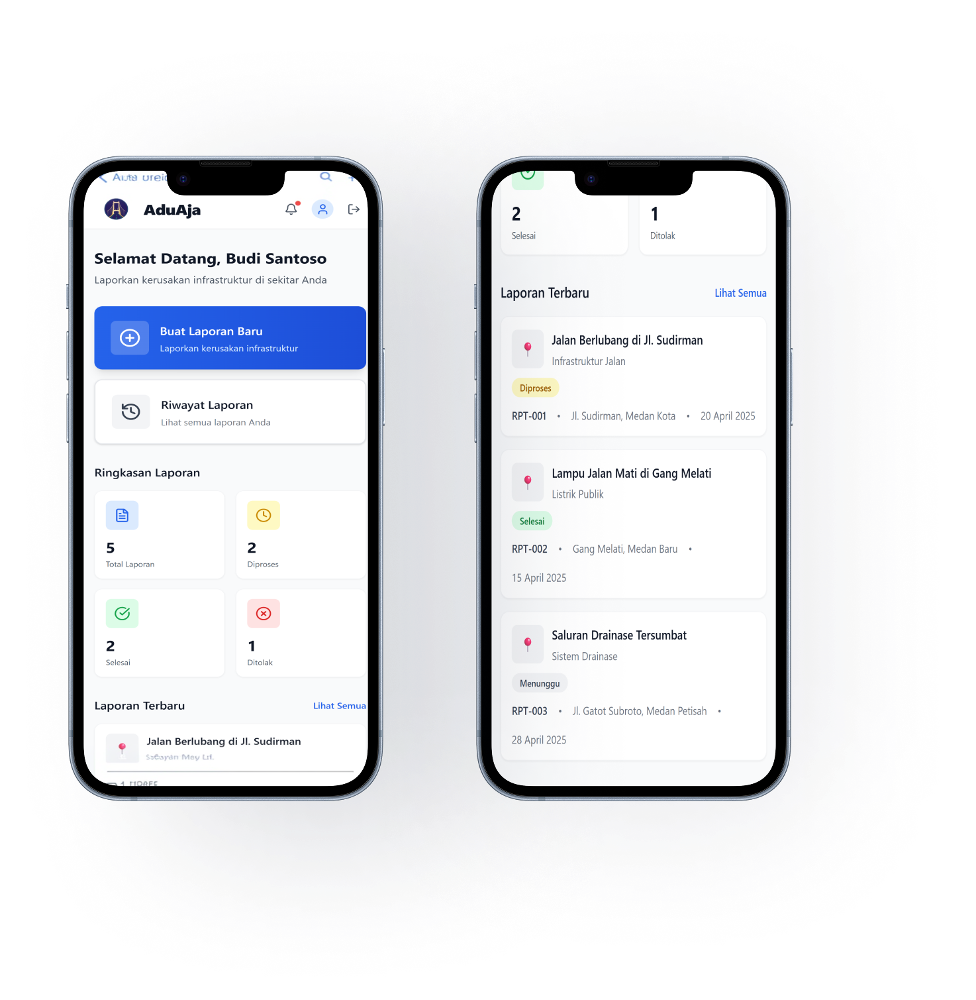 AduAja
Selamat Datang, Budi Santoso
Laporkan kerusakan infrastruktur di sekitar Anda
Buat Laporan Baru
Laporkan kerusakan infrastruktur
Riwayat Laporan
Lihat semua laporan Anda
Ringkasan Laporan
5
Total Laporan
2
Diproses
2
Selesai
1
Ditolak
Laporan Terbaru
Lihat Semua
Jalan Berlubang di Jl. Sudirman
2
Selesai
1
Ditolak
Laporan Terbaru
Lihat Semua
Jalan Berlubang di Jl. Sudirman
Infrastruktur Jalan
Diproses
RPT-001 • Jl. Sudirman, Medan Kota • 20 April 2025
Lampu Jalan Mati di Gang Melati
Listrik Publik
Selesai
RPT-002 • Gang Melati, Medan Baru •
15 April 2025
Saluran Drainase Tersumbat
Sistem Drainase
Menunggu
RPT-003 • Jl. Gatot Subroto, Medan Petisah •
28 April 2025